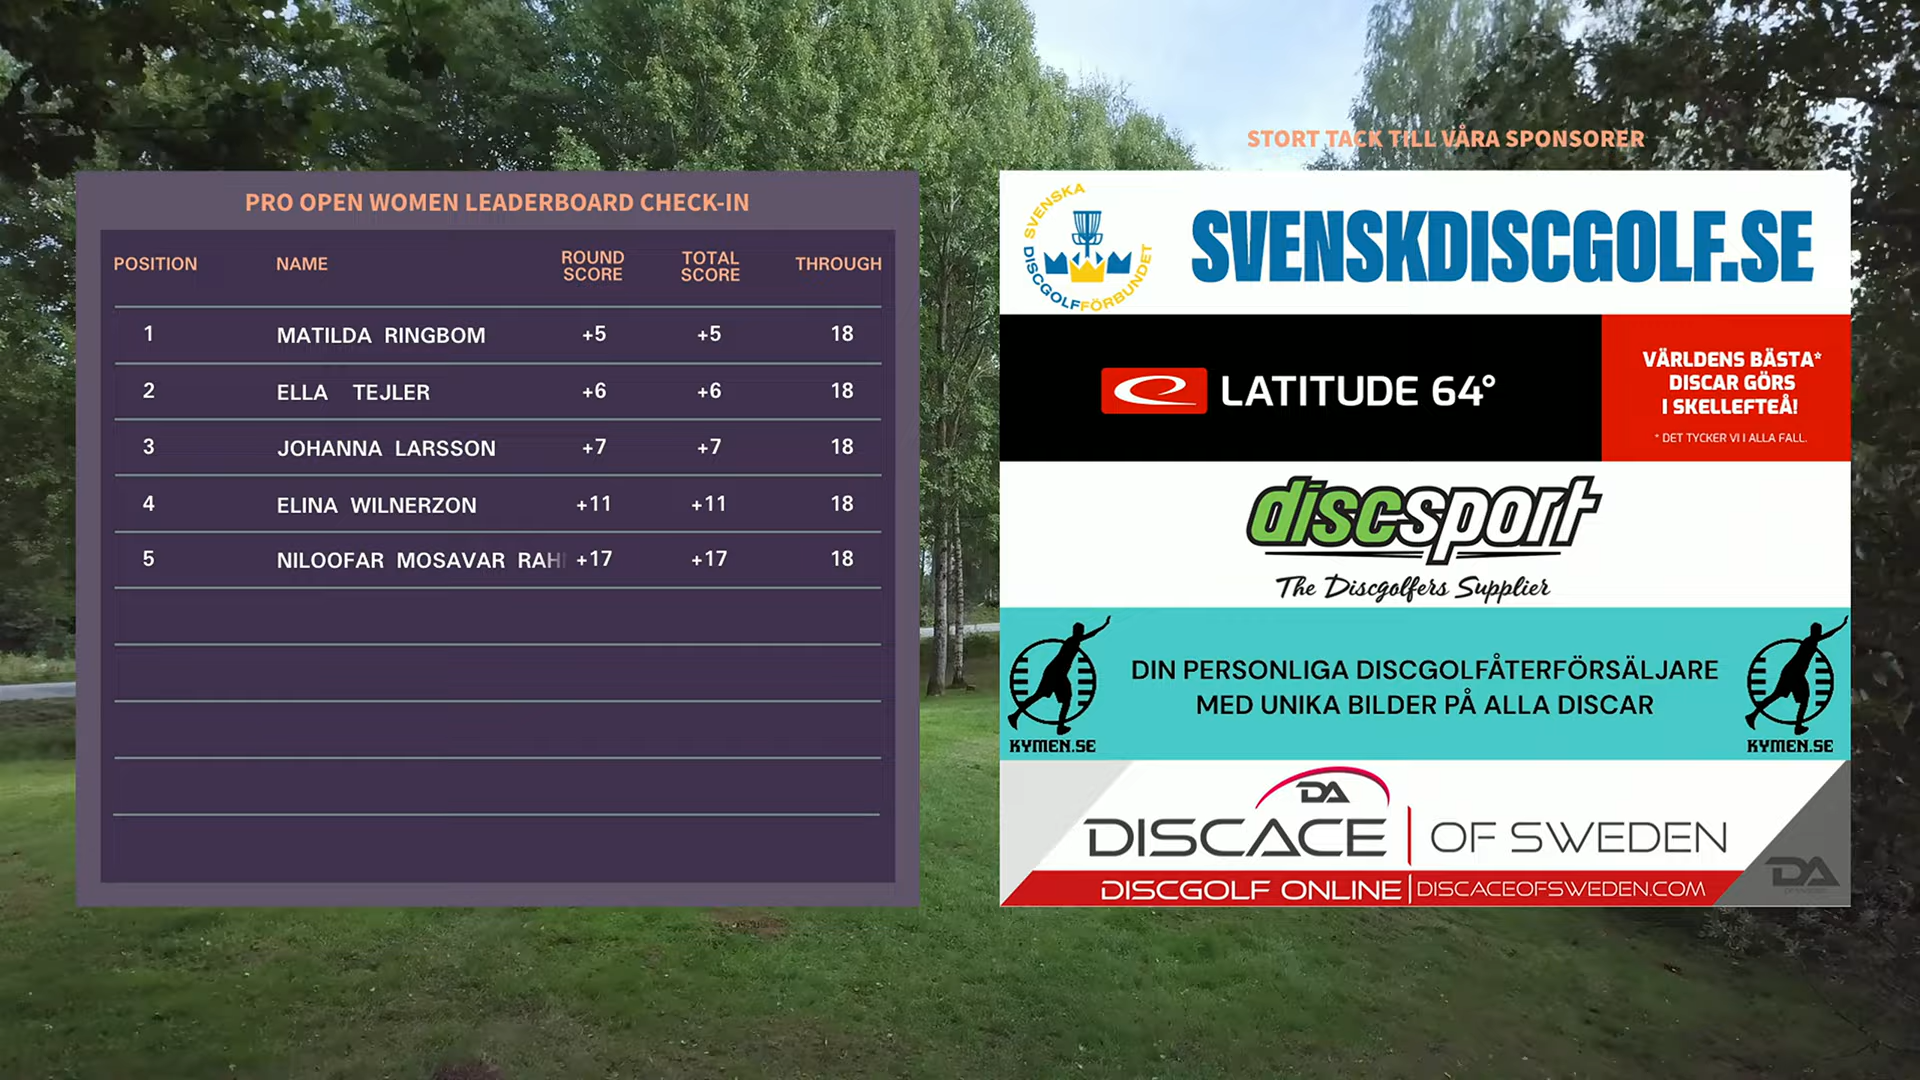 PRO OPEN WOMEN LEADERBOARD CHECK-IN
POSITION NAME ROUND SCORE TOTAL SCORE THROUGH
1 MATILDA RINGBOM +5 +5 18
2 ELLA TEJLER +6 +6 18
3 JOHANNA LARSSON +7 +7 18
4 ELINA WILNERZON +11 +11 18
5 NILOOFAR MOSAVAR RAH +17 +17 18
STORT TACK TILL VÅRA SPONSORER
SVENSKA DISCGOLFFÖRBUNDET
SVENSKDISCGOLF.SE
LATITUDE 64°
VÄRLDENS BÄSTA*
DISCAR GÖRS
I SKELLEFTEÅ!
* DET TYCKER VI I ALLA FALL.
discsport
The Discgolfers Supplier
DIN PERSONLIGA DISCGOLFÅTERFÖRSÄLJARE
MED UNIKA BILDER PÅ ALLA DISCAR
KYMEN.SE
KYMEN.SE
DA
DISCACE | OF SWEDEN
DISCGOLF ONLINE | DISCACEOFSWEDEN.COM
DA